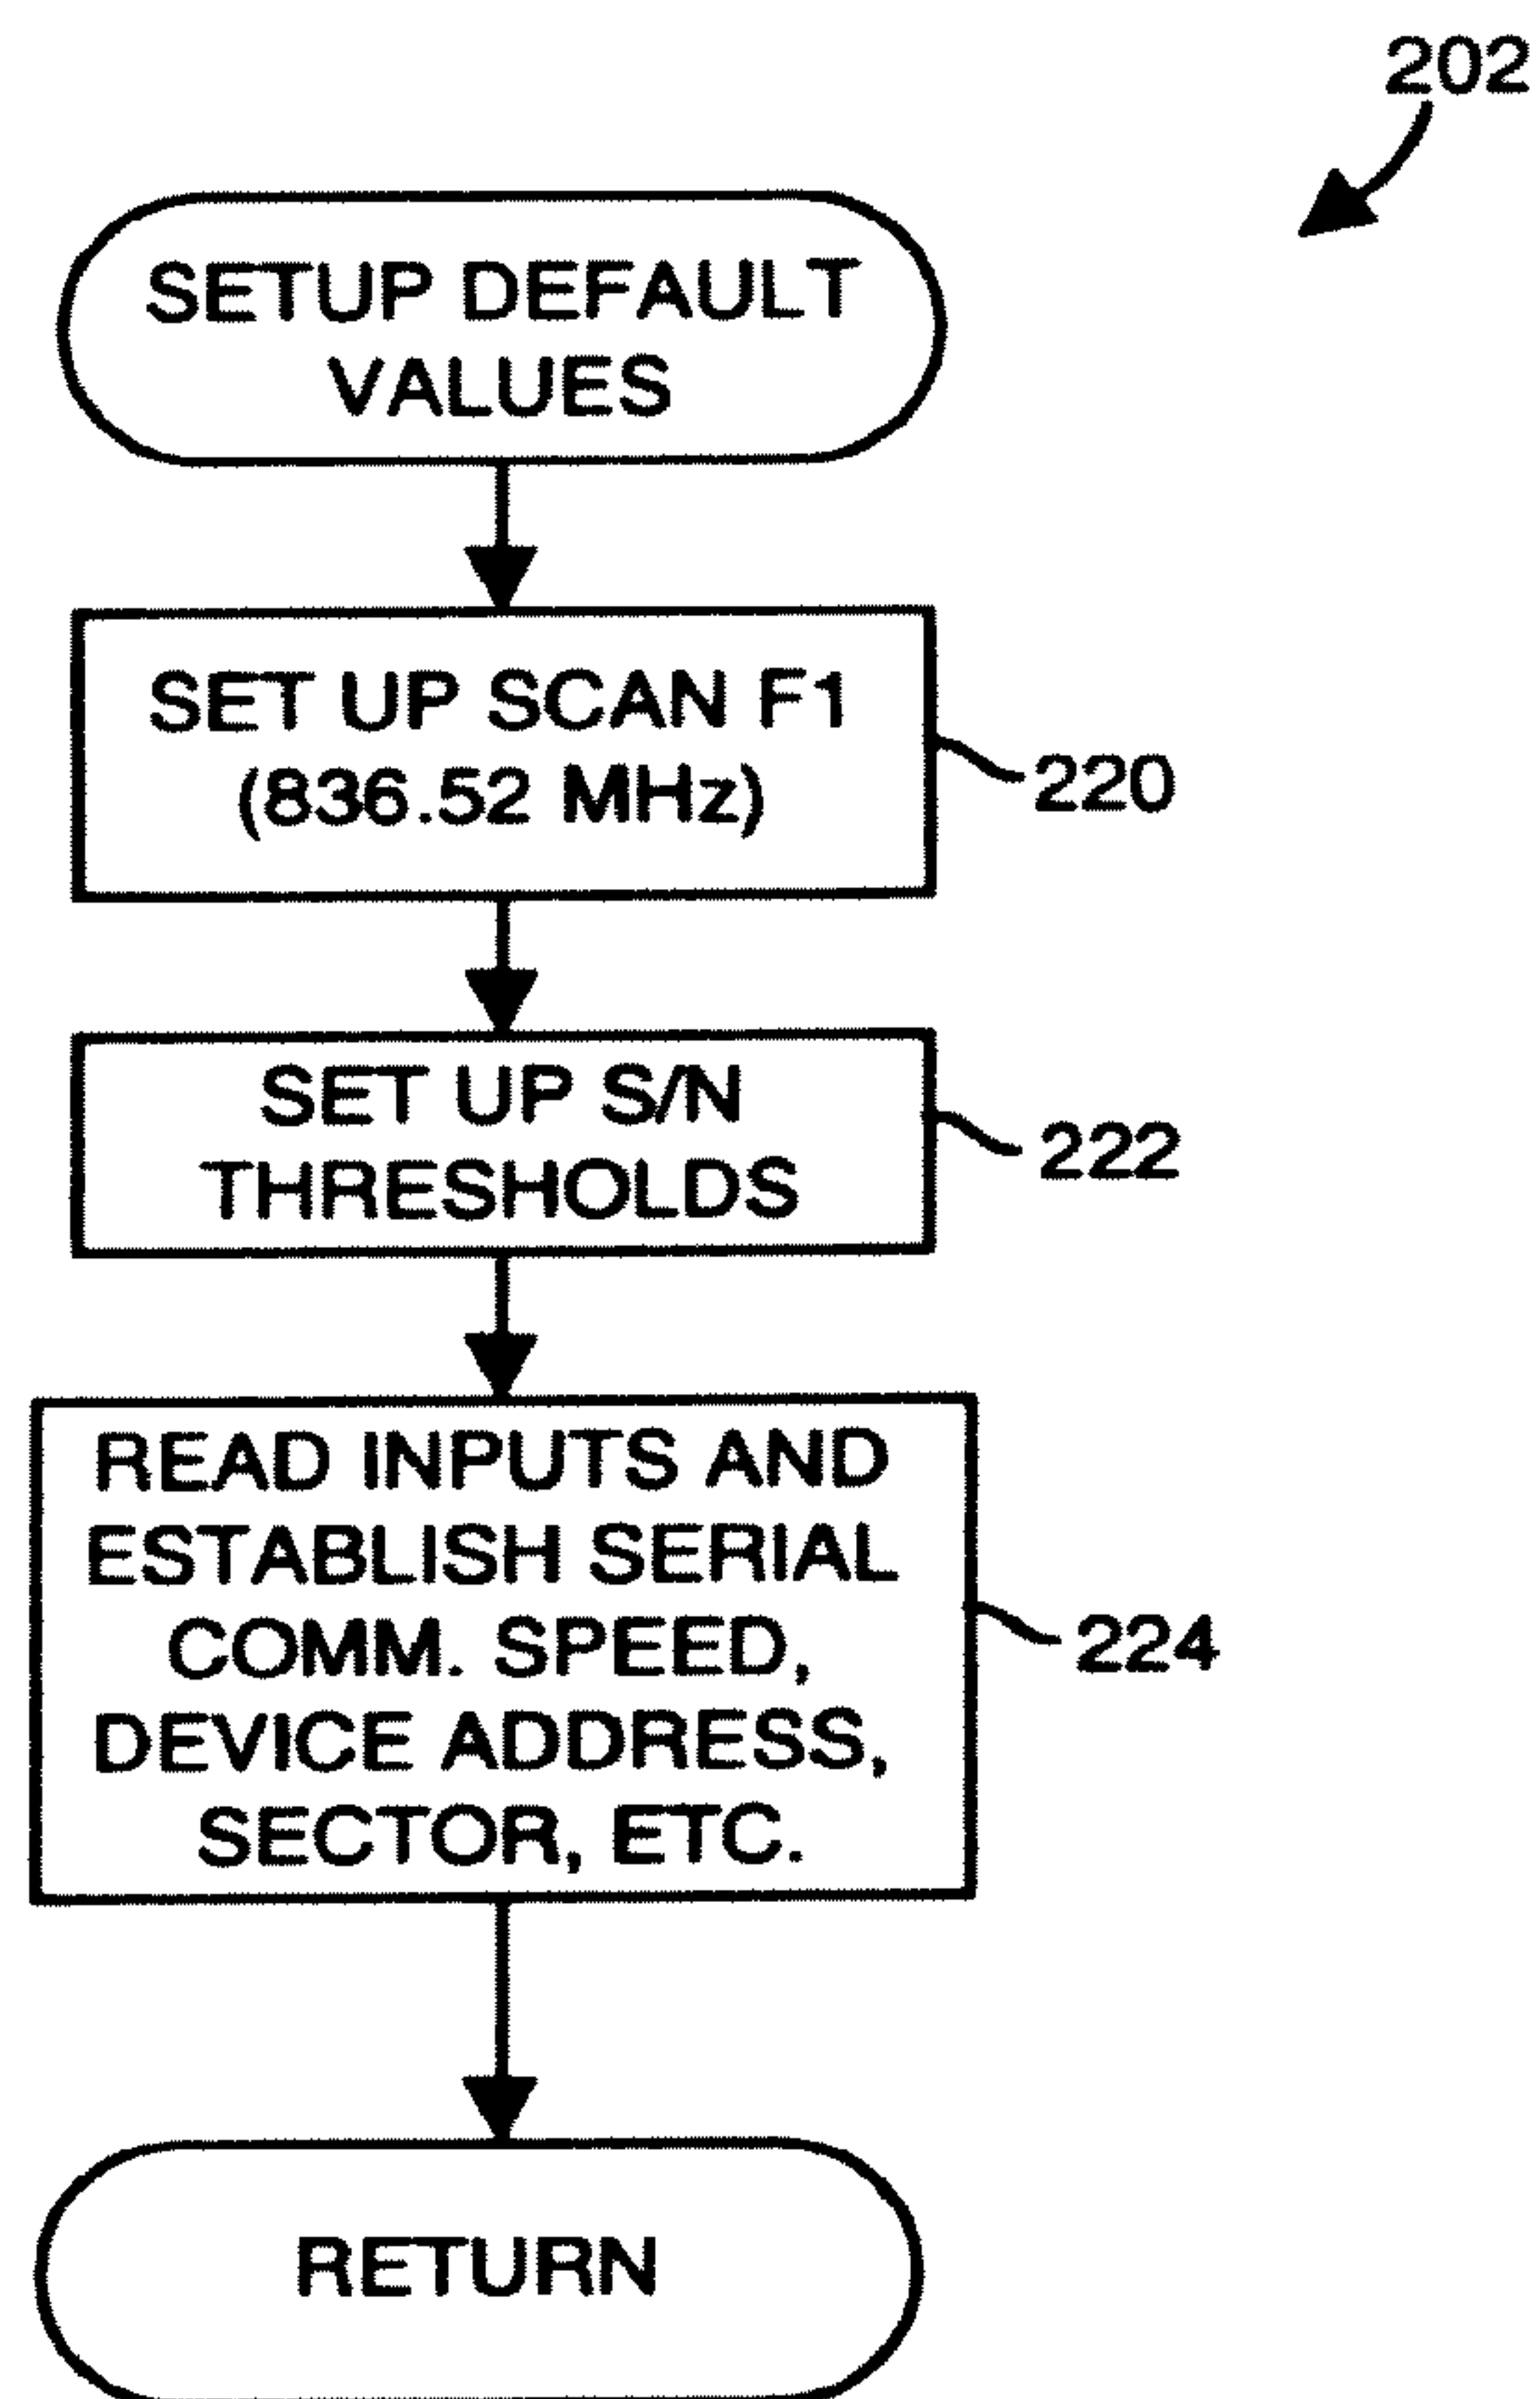 202
SETUP DEFAULT
VALUES
SET UP SCAN F1
(836.52 MHz)
220
SET UP S/N
THRESHOLDS
222
READ INPUTS AND
ESTABLISH SERIAL
COMM. SPEED,
DEVICE ADDRESS,
SECTOR, ETC.
224
RETURN